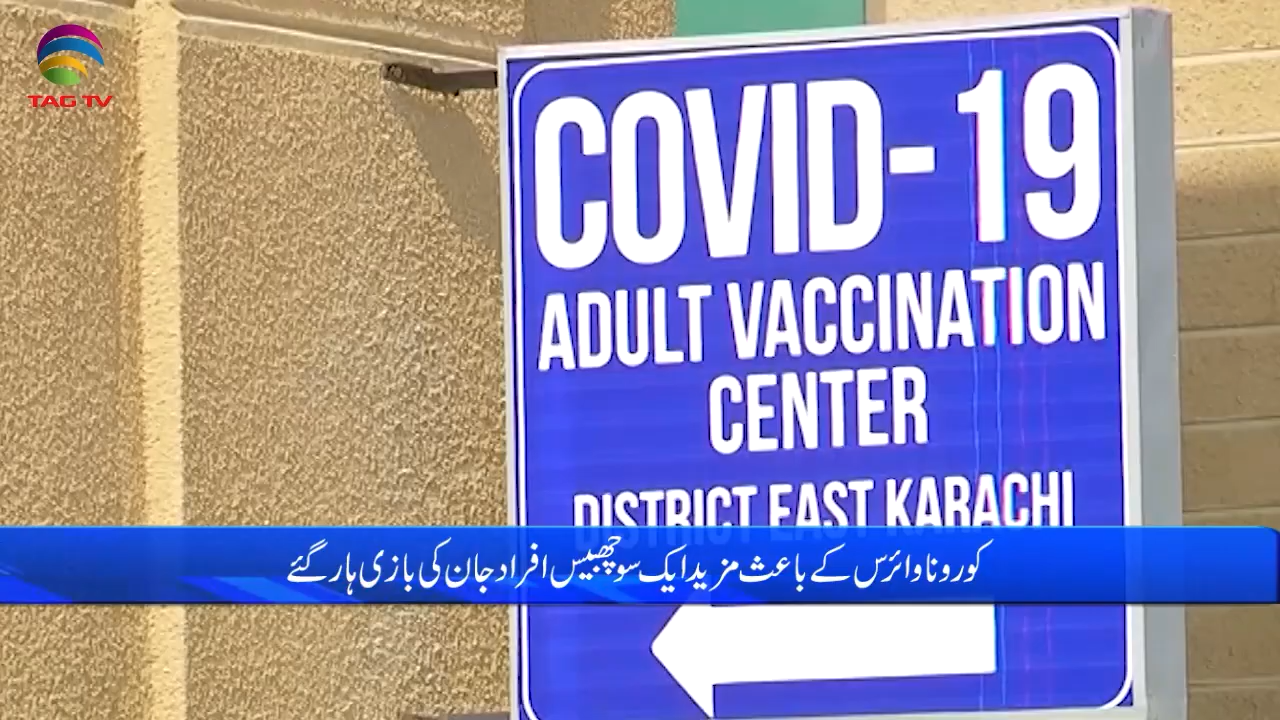 TAG TV
COVID-19
ADULT VACCINATION
CENTER
DISTRICT EAST KARACHI
کورونا وائرس کے باعث مزید ایک سو چھبیس افراد جان کی بازی ہار گئے